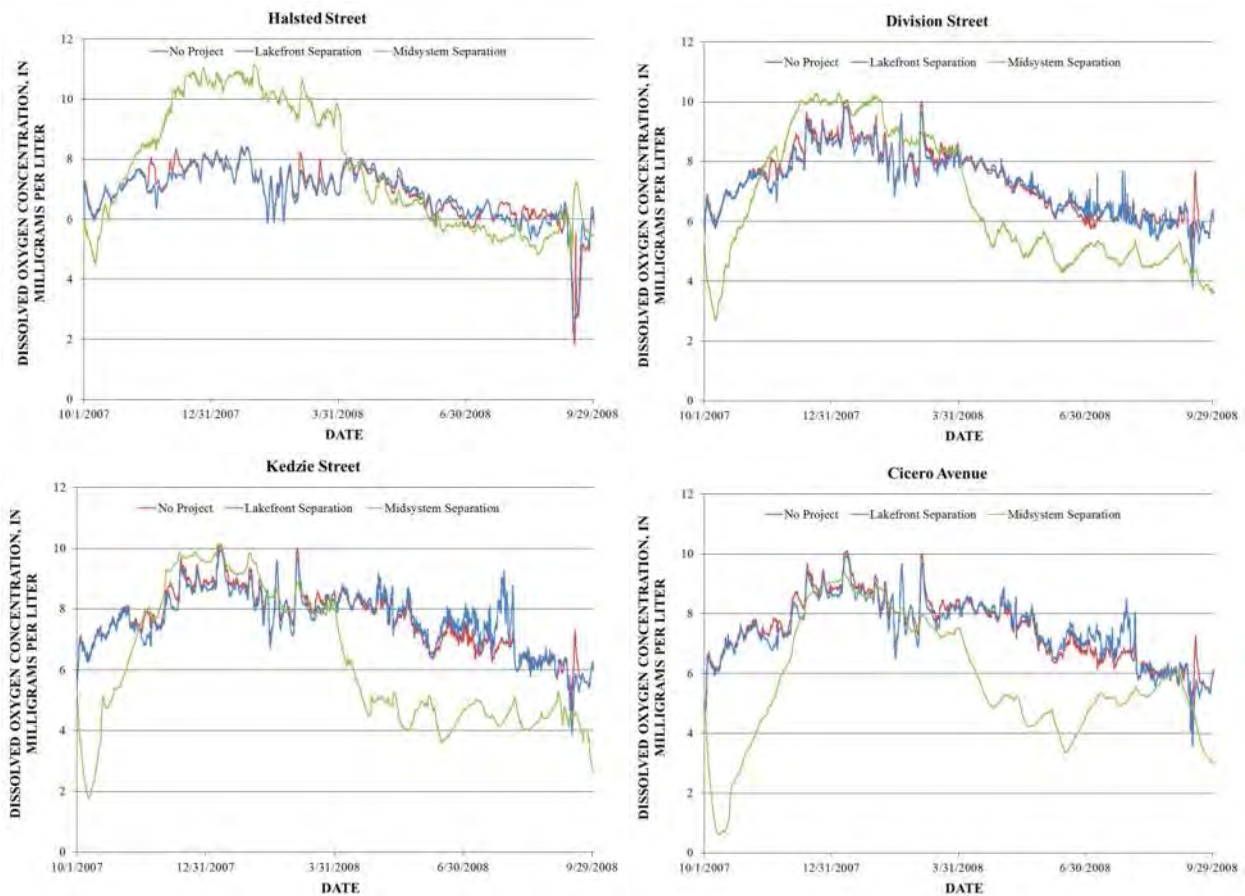 Halsted Street
No Project Lakefront Separation Midsystem Separation
DISSOLVED OXYGEN CONCENTRATION, IN
MILLIGRAMS PER LITER
12
10
8
6
4
2
0
10/1/2007 12/31/2007 3/31/2008 6/30/2008 9/29/2008
DATE
Division Street
No Project Lakefront Separation Midsystem Separation
DISSOLVED OXYGEN CONCENTRATION, IN
MILLIGRAMS PER LITER
12
10
8
6
4
2
0
10/1/2007 12/31/2007 3/31/2008 6/30/2008 9/29/2008
DATE
Kedzie Street
No Project Lakefront Separation Midsystem Separation
DISSOLVED OXYGEN CONCENTRATION, IN
MILLIGRAMS PER LITER
12
10
8
6
4
2
0
10/1/2007 12/31/2007 3/31/2008 6/30/2008 9/29/2008
DATE
Cicero Avenue
No Project Lakefront Separation Midsystem Separation
DISSOLVED OXYGEN CONCENTRATION, IN
MILLIGRAMS PER LITER
12
10
8
6
4
2
0
10/1/2007 12/31/2007 3/31/2008 6/30/2008 9/29/2008
DATE